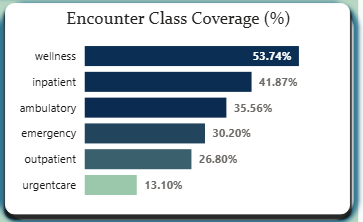 Encounter Class Coverage (%)
wellness 53.74%
inpatient 41.87%
ambulatory 35.56%
emergency 30.20%
outpatient 26.80%
urgentcare 13.10%